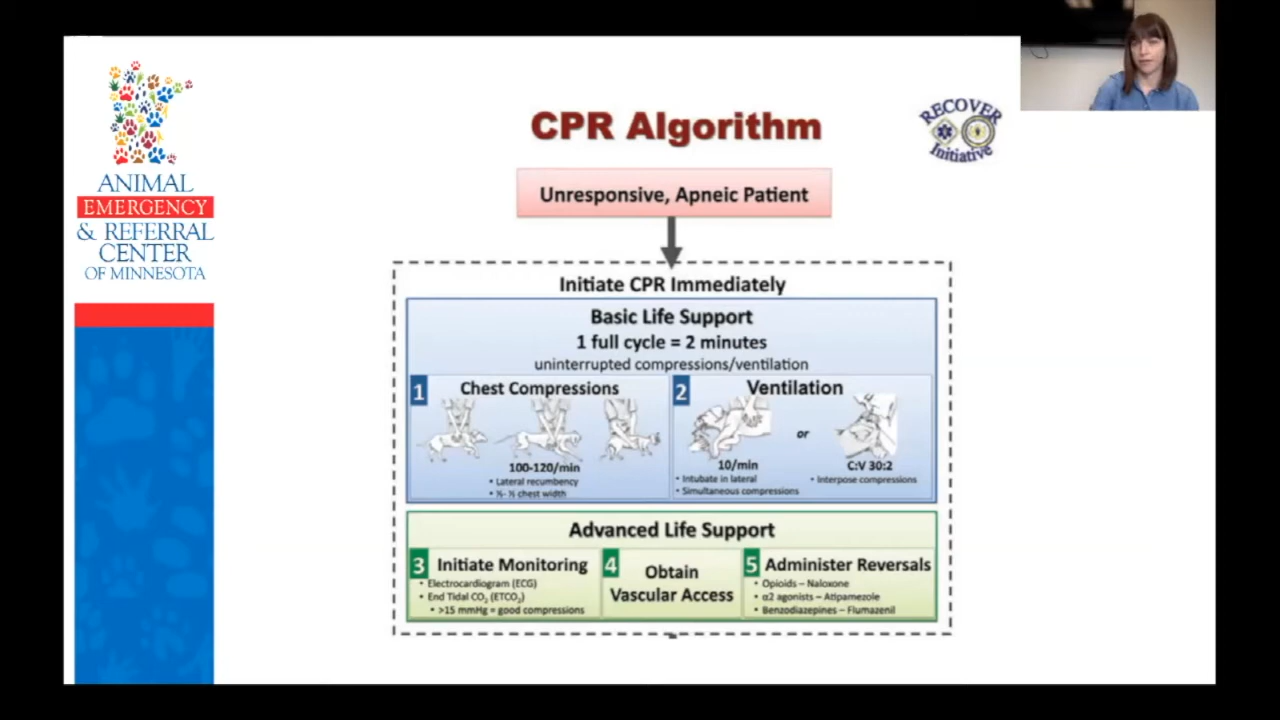 CPR Algorithm
RECOVER
Initiative
ANIMAL
EMERGENCY
& REFERRAL
CENTER
OF MINNESOTA
Unresponsive, Apneic Patient
Initiate CPR Immediately
Basic Life Support
1 full cycle = 2 minutes
uninterrupted compressions/ventilation
1 Chest Compressions
100-120/min
• Lateral recumbency
chest width
2 Ventilation
or
10/min
• Intubate in lateral
• Simultaneous compressions
C:V 30:2
• Interpose compressions
Advanced Life Support
3 Initiate Monitoring
• Electrocardiogram (ECG)
• End Tidal CO₂ (ETCO₂)
• >15 mmHg = good compressions
4 Obtain
Vascular Access
5 Administer Reversals
• Opioids – Naloxone
• α2 agonists – Atipamezole
• Benzodiazepines – Flumazenil